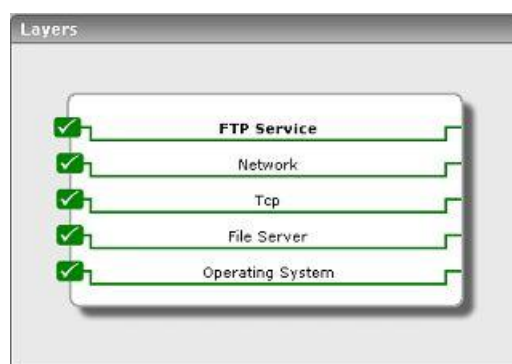 Layers
FTP Service
Network
Tcp
File Server
Operating System